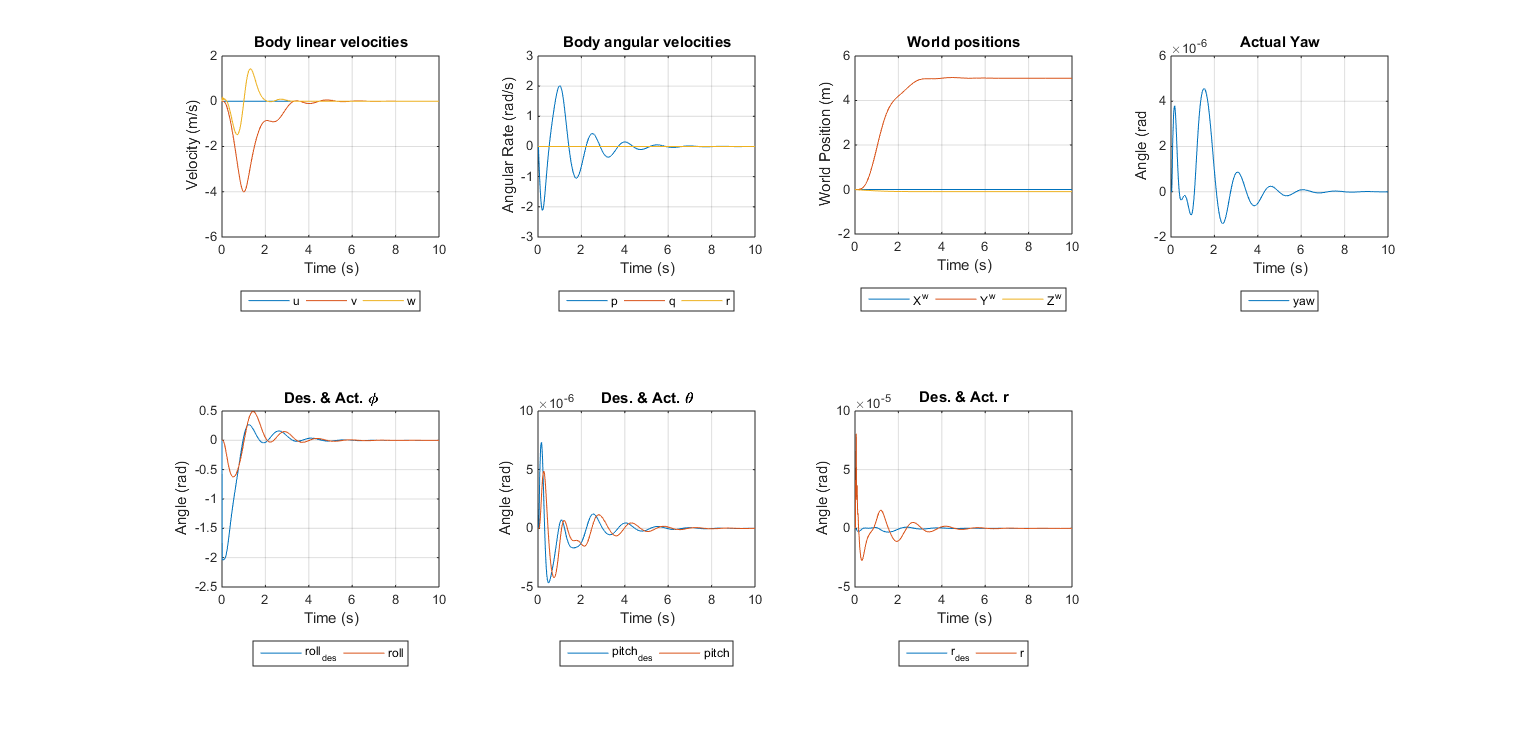 Body linear velocities
2
0
-2
-4
-6
Velocity (m/s)
0 2 4 6 8 10
Time (s)
u v w
Body angular velocities
3
2
1
0
-1
-2
-3
Angular Rate (rad/s)
0 2 4 6 8 10
Time (s)
p q r
World positions
6
4
2
0
-2
World Position (m)
0 2 4 6 8 10
Time (s)
Xw Yw Zw
Actual Yaw
×10-6
6
4
2
0
-2
Angle (rad
0 2 4 6 8 10
Time (s)
yaw
Des. & Act. ϕ
0.5
0
-0.5
-1
-1.5
-2
-2.5
Angle (rad)
0 2 4 6 8 10
Time (s)
rolldes roll
Des. & Act. θ
×10-6
10
5
0
-5
Angle (rad)
0 2 4 6 8 10
Time (s)
pitchdes pitch
Des. & Act. r
×10-5
10
5
0
-5
Angle (rad)
0 2 4 6 8 10
Time (s)
rdes r